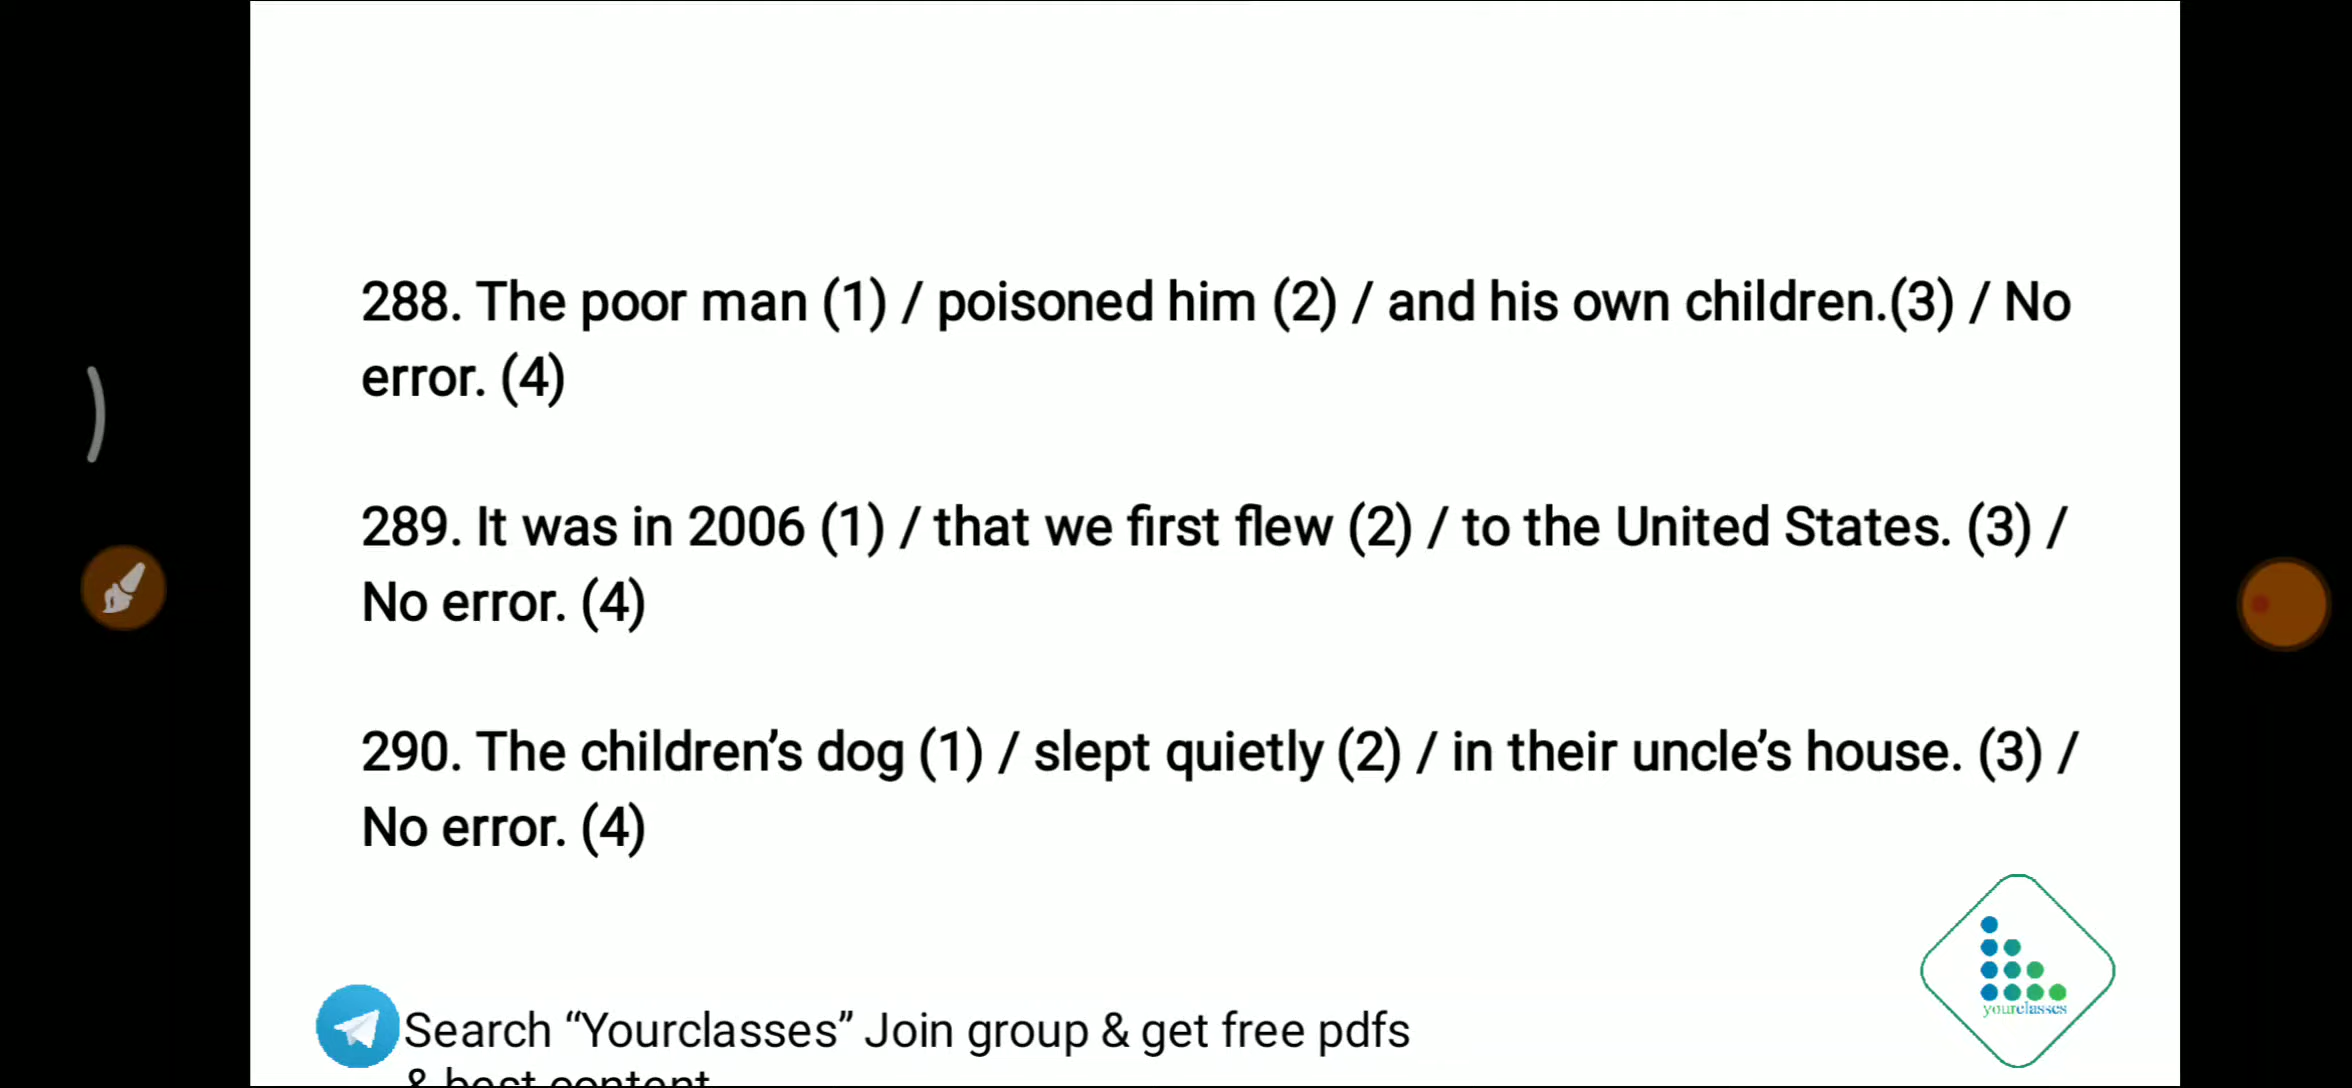 288. The poor man (1) / poisoned him (2) / and his own children.(3) / No
error. (4)
289. It was in 2006 (1) / that we first flew (2) / to the United States. (3) /
No error. (4)
290. The children’s dog (1) / slept quietly (2) / in their uncle’s house. (3) /
No error. (4)
yourclasses
Search “Yourclasses” Join group & get free pdfs
& best content